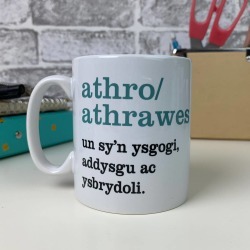 athro/
athrawes
un sy'n ysgogi,
addysgu ac
ysbrydoli.